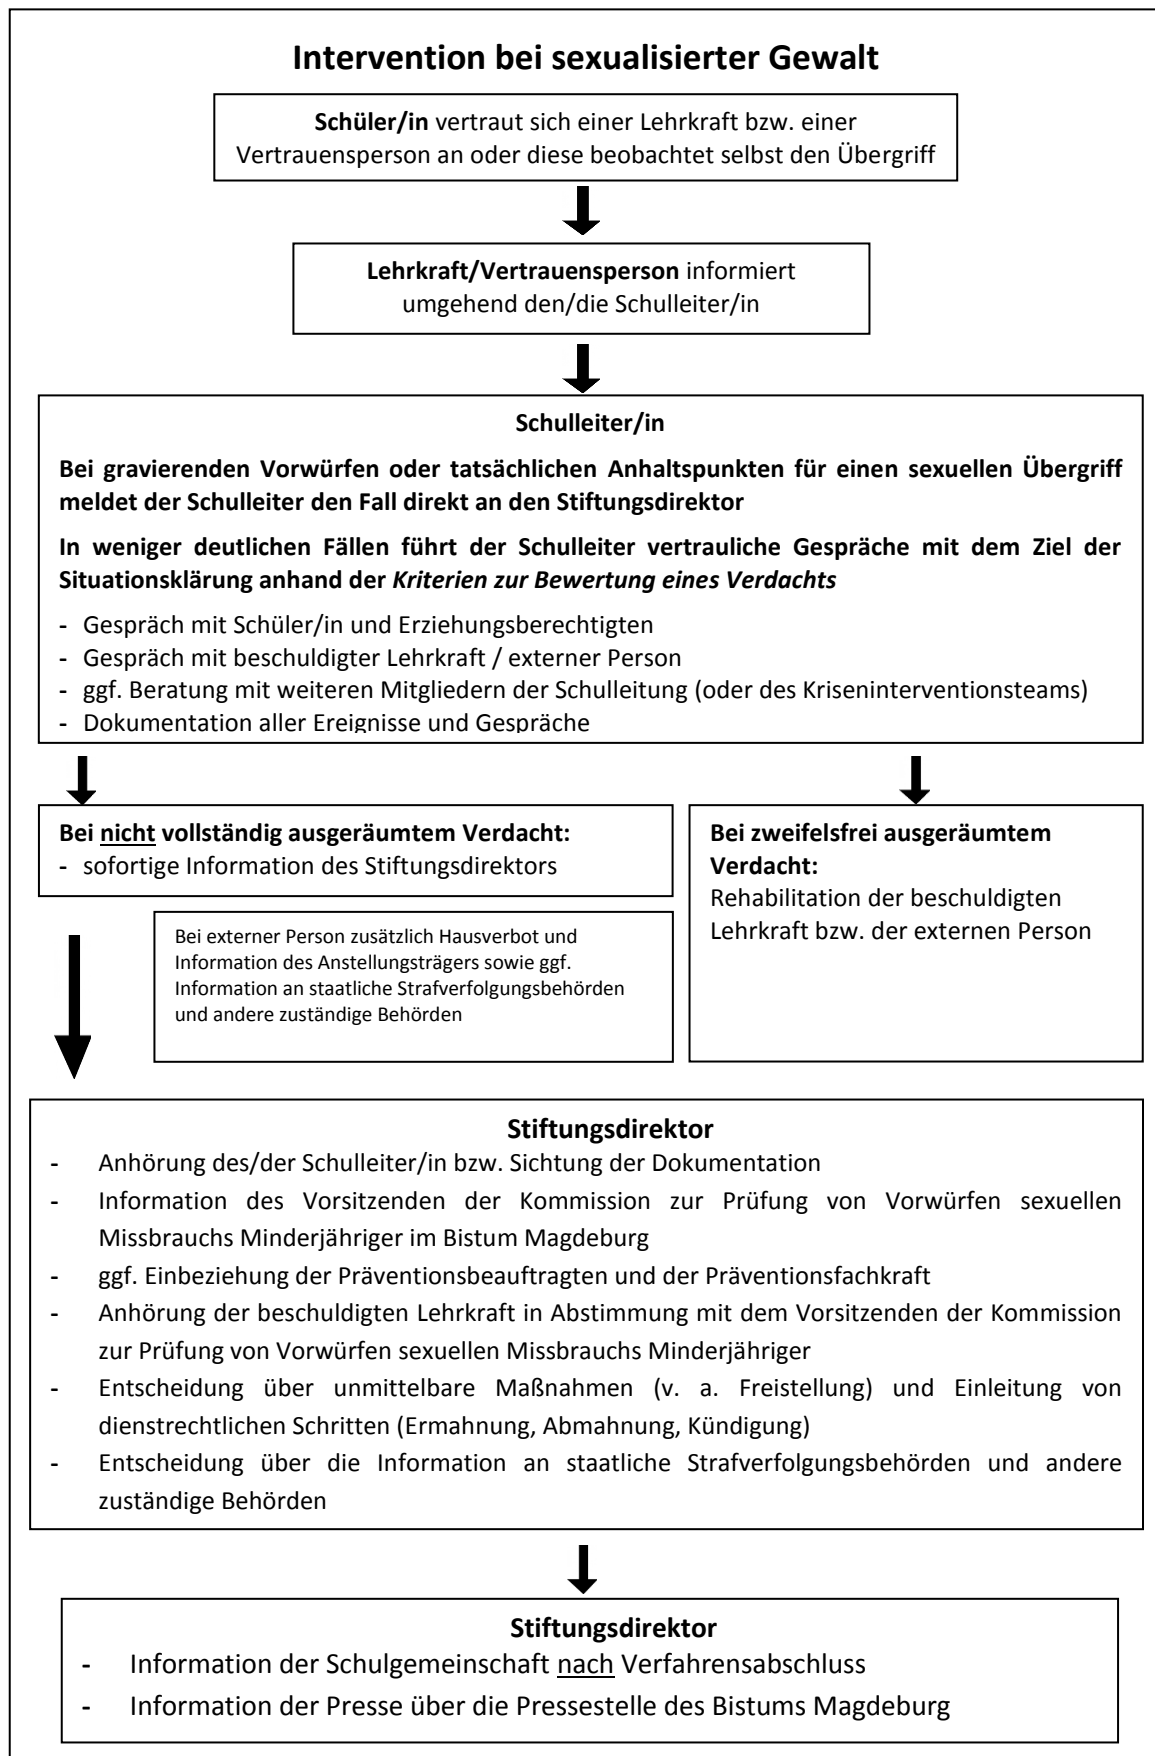 Intervention bei sexualisierter Gewalt
Schüler/in vertraut sich einer Lehrkraft bzw. einer
Vertrauensperson an oder diese beobachtet selbst den Übergriff
Lehrkraft/Vertrauensperson informiert
umgehend den/die Schulleiter/in
Schulleiter/in
Bei gravierenden Vorwürfen oder tatsächlichen Anhaltspunkten für einen sexuellen Übergriff
meldet der Schulleiter den Fall direkt an den Stiftungsdirektor
In weniger deutlichen Fällen führt der Schulleiter vertrauliche Gespräche mit dem Ziel der
Situationsklärung anhand der Kriterien zur Bewertung eines Verdachts
- Gespräch mit Schüler/in und Erziehungsberechtigten
- Gespräch mit beschuldigter Lehrkraft / externer Person
- ggf. Beratung mit weiteren Mitgliedern der Schulleitung (oder des Kriseninterventionsteams)
- Dokumentation aller Ereignisse und Gespräche
Bei nicht vollständig ausgeräumtem Verdacht:
- sofortige Information des Stiftungsdirektors
Bei externer Person zusätzlich Hausverbot und
Information des Anstellungsträgers sowie ggf.
Information an staatliche Strafverfolgungsbehörden
und andere zuständige Behörden
Bei zweifelsfrei ausgeräumtem
Verdacht:
Rehabilitation der beschuldigten
Lehrkraft bzw. der externen Person
Stiftungsdirektor
- Anhörung des/der Schulleiter/in bzw. Sichtung der Dokumentation
- Information des Vorsitzenden der Kommission zur Prüfung von Vorwürfen sexuellen
Missbrauchs Minderjähriger im Bistum Magdeburg
- ggf. Einbeziehung der Präventionsbeauftragten und der Präventionsfachkraft
- Anhörung der beschuldigten Lehrkraft in Abstimmung mit dem Vorsitzenden der Kommission
zur Prüfung von Vorwürfen sexuellen Missbrauchs Minderjähriger
- Entscheidung über unmittelbare Maßnahmen (v. a. Freistellung) und Einleitung von
dienstrechtlichen Schritten (Ermahnung, Abmahnung, Kündigung)
- Entscheidung über die Information an staatliche Strafverfolgungsbehörden und andere
zuständige Behörden
Stiftungsdirektor
- Information der Schulgemeinschaft nach Verfahrensabschluss
- Information der Presse über die Pressestelle des Bistums Magdeburg